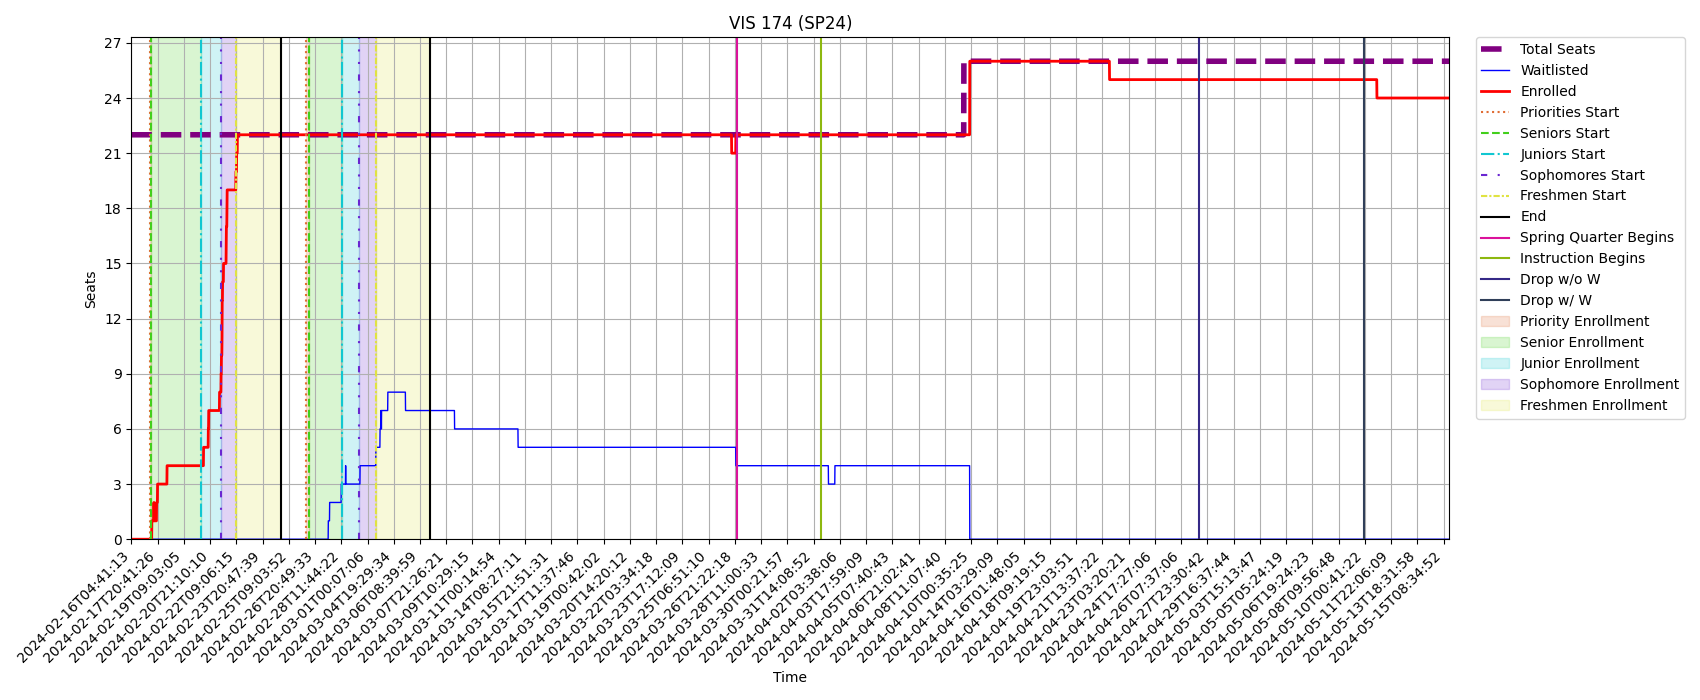 VIS 174 (SP24)
27
24
21
18
15
12
9
6
3
0
Seats
2024-02-16T04:41:13
2024-02-17T20:41:26
2024-02-19T19:03:05
2024-02-20T21:10:10
2024-02-22T09:06:15
2024-02-23T20:47:39
2024-02-25T09:03:52
2024-02-26T20:49:33
2024-02-28T11:44:22
2024-03-01T00:07:06
2024-03-04T19:29:34
2024-03-06T08:39:59
2024-03-07T21:26:21
2024-03-09T10:29:15
2024-03-11T00:14:54
2024-03-14T08:27:11
2024-03-15T21:51:31
2024-03-17T11:37:46
2024-03-19T00:42:02
2024-03-20T14:20:12
2024-03-22T03:34:18
2024-03-23T17:12:09
2024-03-25T06:51:10
2024-03-26T21:22:18
2024-03-28T11:00:33
2024-03-30T00:21:57
2024-03-31T14:08:52
2024-04-02T03:38:06
2024-04-03T17:59:09
2024-04-05T07:40:43
2024-04-06T21:02:41
2024-04-08T11:07:40
2024-04-10T00:35:25
2024-04-14T03:29:09
2024-04-16T01:48:05
2024-04-18T09:19:15
2024-04-19T23:03:51
2024-04-21T13:37:22
2024-04-23T03:20:21
2024-04-24T17:27:06
2024-04-26T07:37:06
2024-04-27T23:30:42
2024-04-29T16:37:44
2024-05-03T15:13:47
2024-05-05T05:24:19
2024-05-06T19:24:23
2024-05-08T09:56:48
2024-05-10T00:41:22
2024-05-11T22:06:09
2024-05-13T18:31:58
2024-05-15T08:34:52
Time
Total Seats
Waitlisted
Enrolled
Priorities Start
Seniors Start
Juniors Start
Sophomores Start
Freshmen Start
End
Spring Quarter Begins
Instruction Begins
Drop w/o W
Drop w/ W
Priority Enrollment
Senior Enrollment
Junior Enrollment
Sophomore Enrollment
Freshmen Enrollment